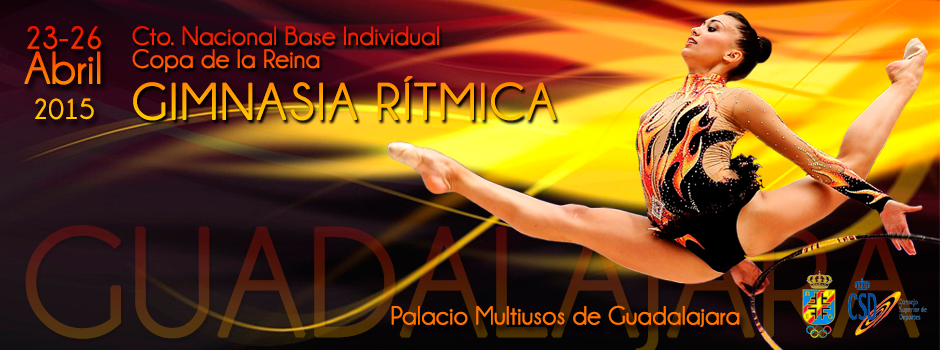 23-26
Abril
2015
Cto. Nacional Base Individual
Copa de la Reina
GIMNASIA RÍTMICA
GUADALAJARA
Palacio Multiusos de Guadalajara
CSD
Consejo
Superior de
Deportes